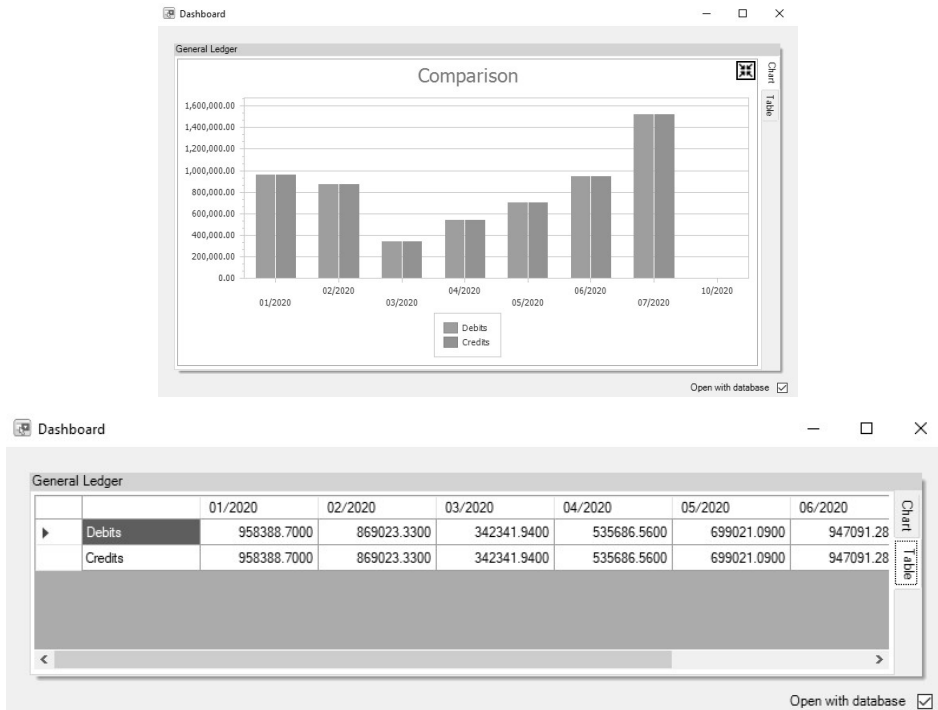 Dashboard
General Ledger
Comparison
Chart
Table
1,600,000.00
1,400,000.00
1,200,000.00
1,000,000.00
800,000.00
600,000.00
400,000.00
200,000.00
0.00
01/2020 02/2020 03/2020 04/2020 05/2020 06/2020 07/2020 10/2020
Debits
Credits
Open with database
Dashboard
General Ledger
01/2020 02/2020 03/2020 04/2020 05/2020 06/2020
Debits 958388.7000 869023.3300 342341.9400 535686.5600 699021.0900 947091.28
Credits 958388.7000 869023.3300 342341.9400 535686.5600 699021.0900 947091.28
Chart
Table
Open with database